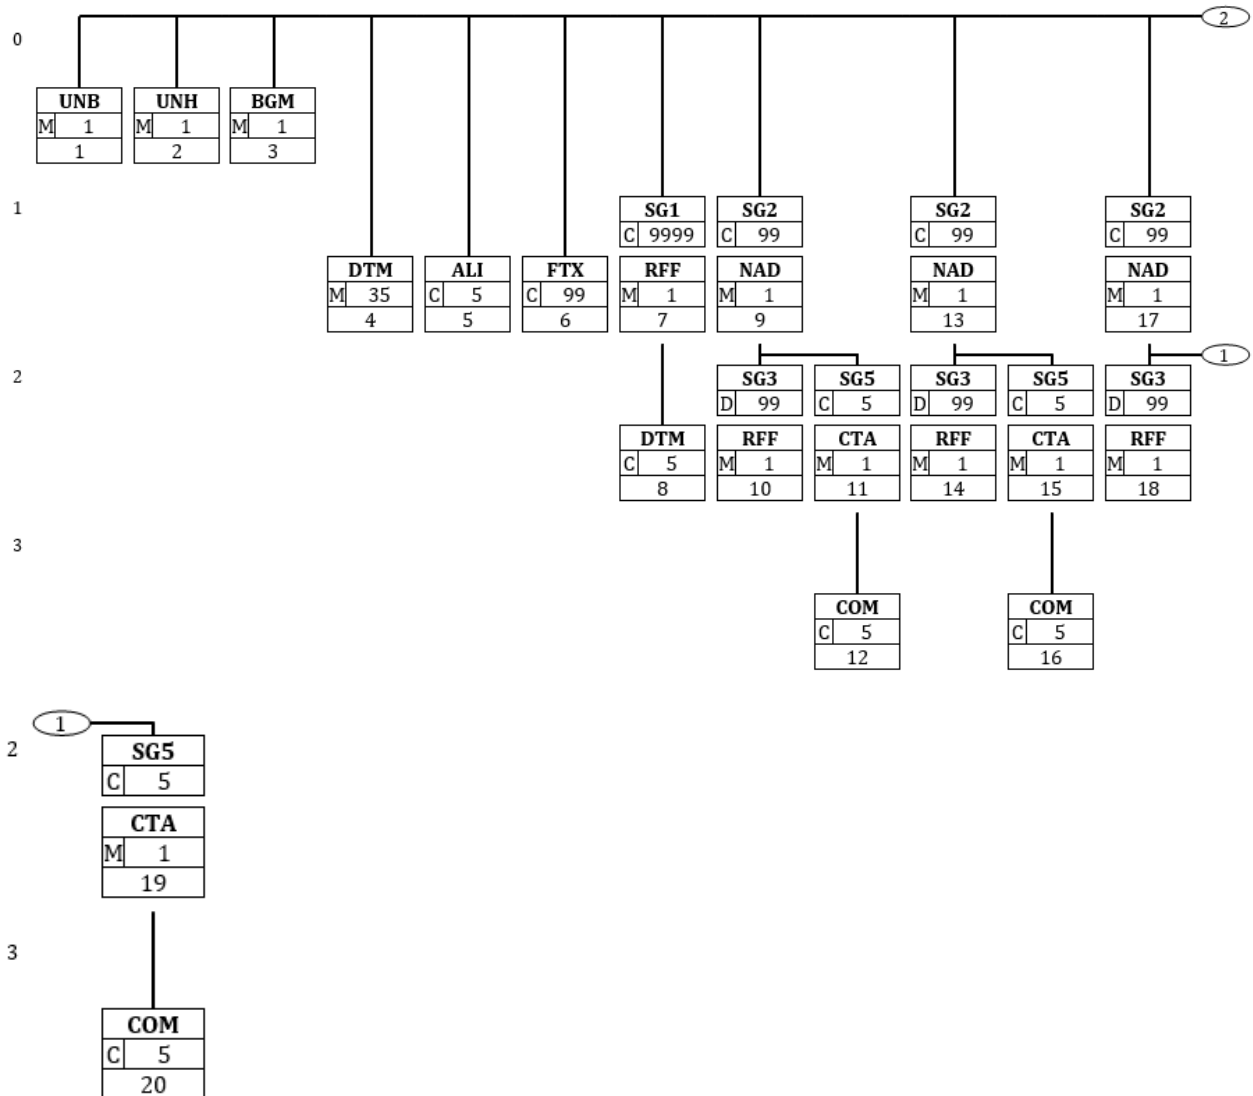 2
0
UNB UNH BGM
M 1 M 1 M 1
1 2 3
1
SG1 SG2 SG2 SG2
C 9999 C 99 C 99 C 99
DTM ALI FTX RFF NAD NAD NAD
M 35 C 5 C 99 M 1 M 1 M 1 M 1
4 5 6 7 9 13 17
1
2
SG3 SG5 SG3 SG5 SG3
D 99 C 5 D 99 C 5 D 99
DTM RFF CTA RFF CTA RFF
C 5 M 1 M 1 M 1 M 1 M 1
8 10 11 14 15 18
3
COM COM
C 5 C 5
12 16
1
2
SG5
C 5
CTA
M 1
19
3
COM
C 5
20